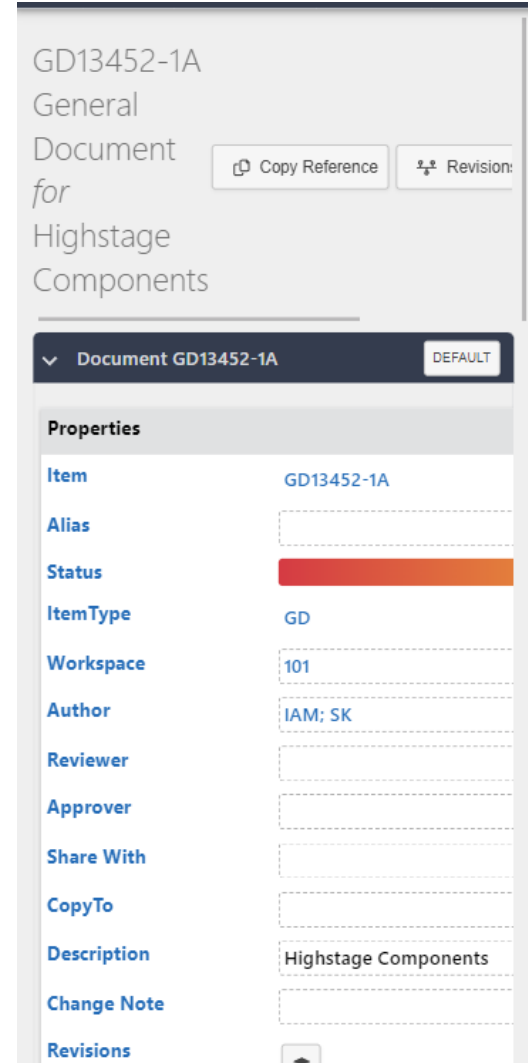 GD13452-1A
General
Document
for
Highstage
Components
Copy Reference
Revisions
Document GD13452-1A
DEFAULT
Properties
Item GD13452-1A
Alias
Status
ItemType GD
Workspace 101
Author IAM; SK
Reviewer
Approver
Share With
CopyTo
Description Highstage Components
Change Note
Revisions